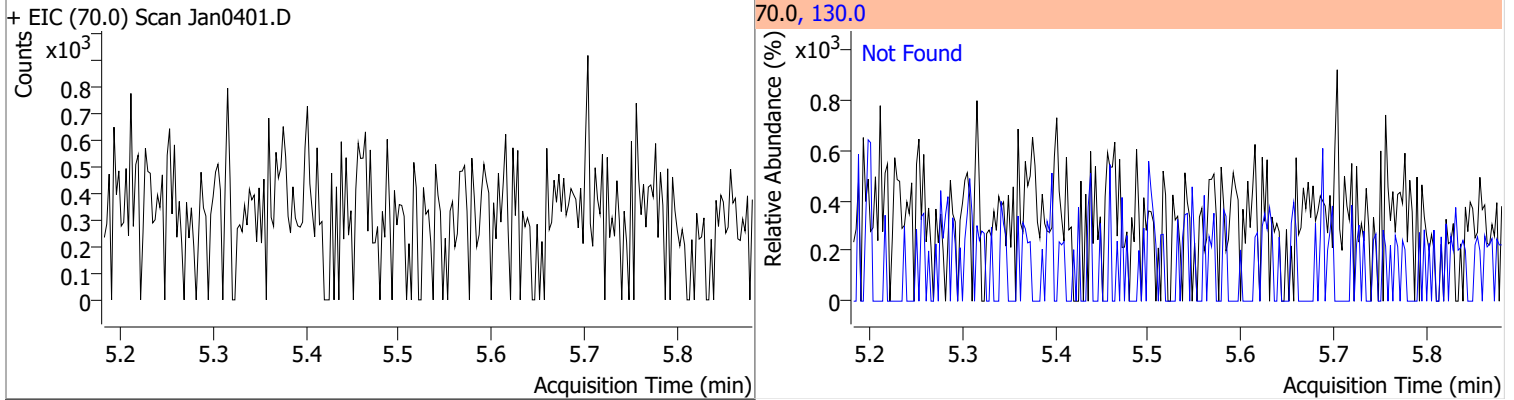 + EIC (70.0) Scan Jan0401.D
Counts
x10³
0.8
0.7
0.6
0.5
0.4
0.3
0.2
0.1
0
5.2 5.3 5.4 5.5 5.6 5.7 5.8
Acquisition Time (min)
70.0, 130.0
Relative Abundance (%)
x10³
Not Found
0.8
0.6
0.4
0.2
0
5.2 5.3 5.4 5.5 5.6 5.7 5.8
Acquisition Time (min)